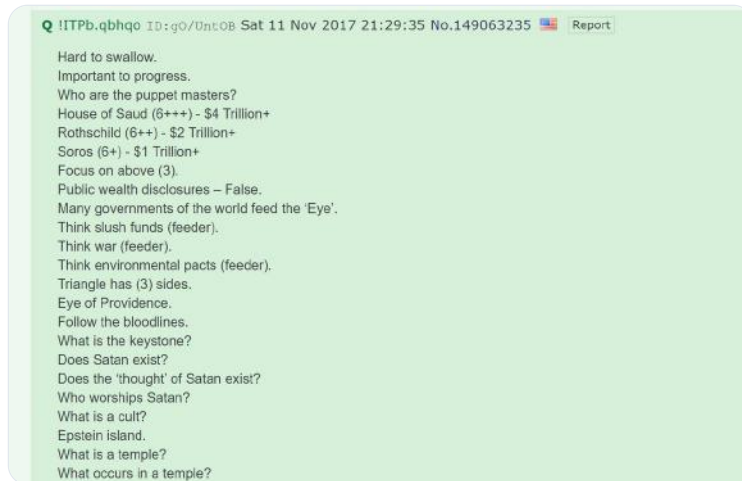 Q !ITPb.qbhqo ID:gO/UntOB Sat 11 Nov 2017 21:29:35 No.149063235 Report
Hard to swallow.
Important to progress.
Who are the puppet masters?
House of Saud (6+++) - $4 Trillion+
Rothschild (6++) - $2 Trillion+
Soros (6+) - $1 Trillion+
Focus on above (3).
Public wealth disclosures – False.
Many governments of the world feed the ‘Eye’.
Think slush funds (feeder).
Think war (feeder).
Think environmental pacts (feeder).
Triangle has (3) sides.
Eye of Providence.
Follow the bloodlines.
What is the keystone?
Does Satan exist?
Does the ‘thought’ of Satan exist?
Who worships Satan?
What is a cult?
Epstein island.
What is a temple?
What occurs in a temple?